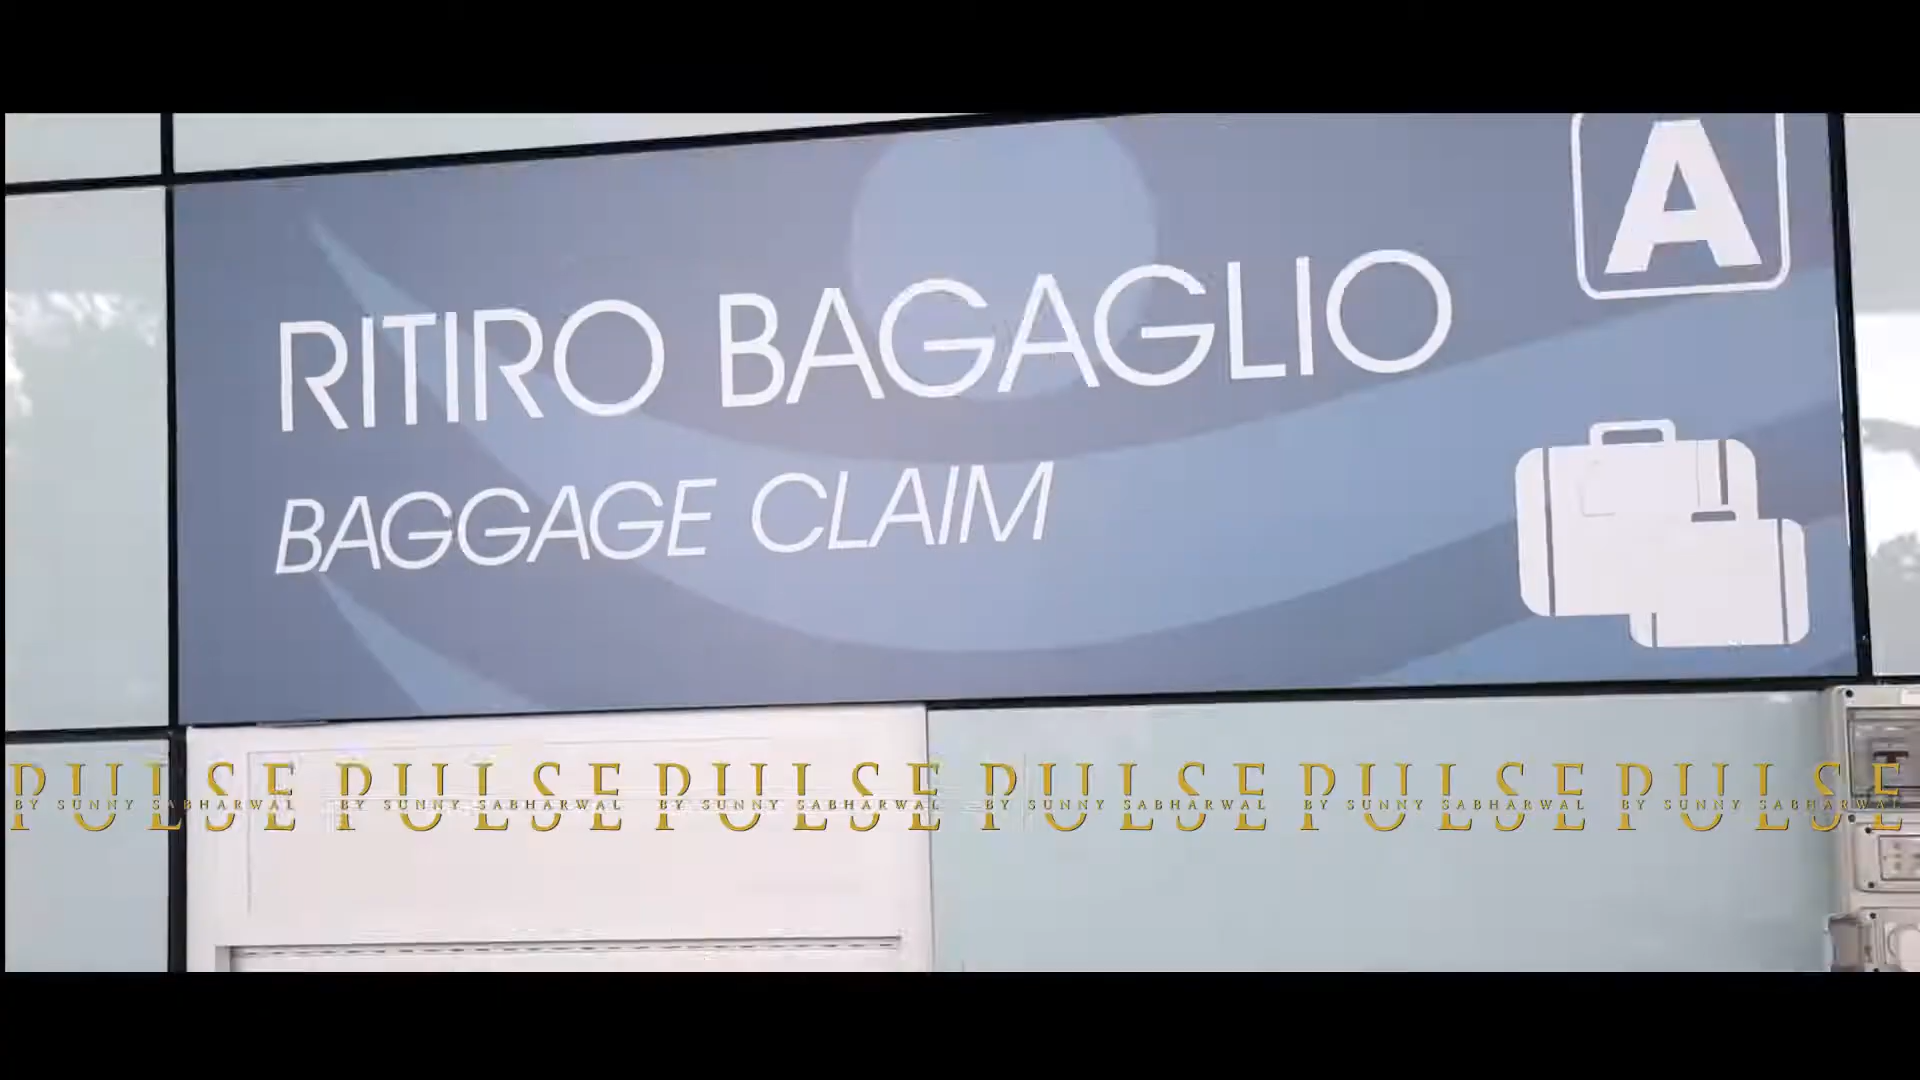 A
RITIRO BAGAGLIO
BAGGAGE CLAIM
PULSE PULSE PULSE PULSE PULSE PULSE
BY SUNNY SABHARWAL BY SUNNY SABHARWAL BY SUNNY SABHARWAL BY SUNNY SABHARWAL BY SUNNY SABHARWAL BY SUNNY SABHARWAL